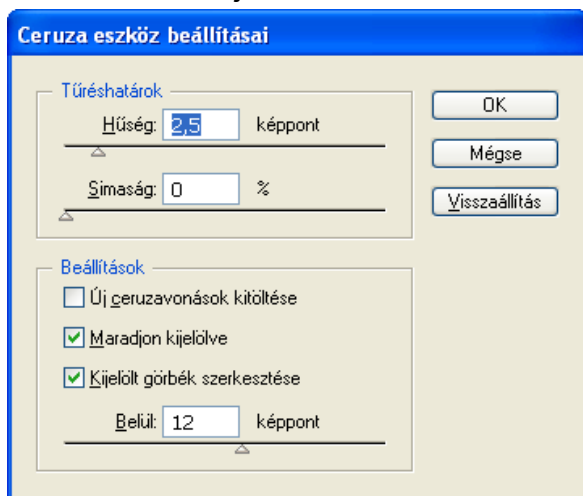 Ceruza eszköz beállításai
Tűréshatárok
Hűség: 2,5 képpont
Simaság: 0 %
OK
Mégse
Visszaállítás
Beállítások
Új ceruzavonások kitöltése
Maradjon kijelölve
Kijelölt görbék szerkesztése
Belül: 12 képpont